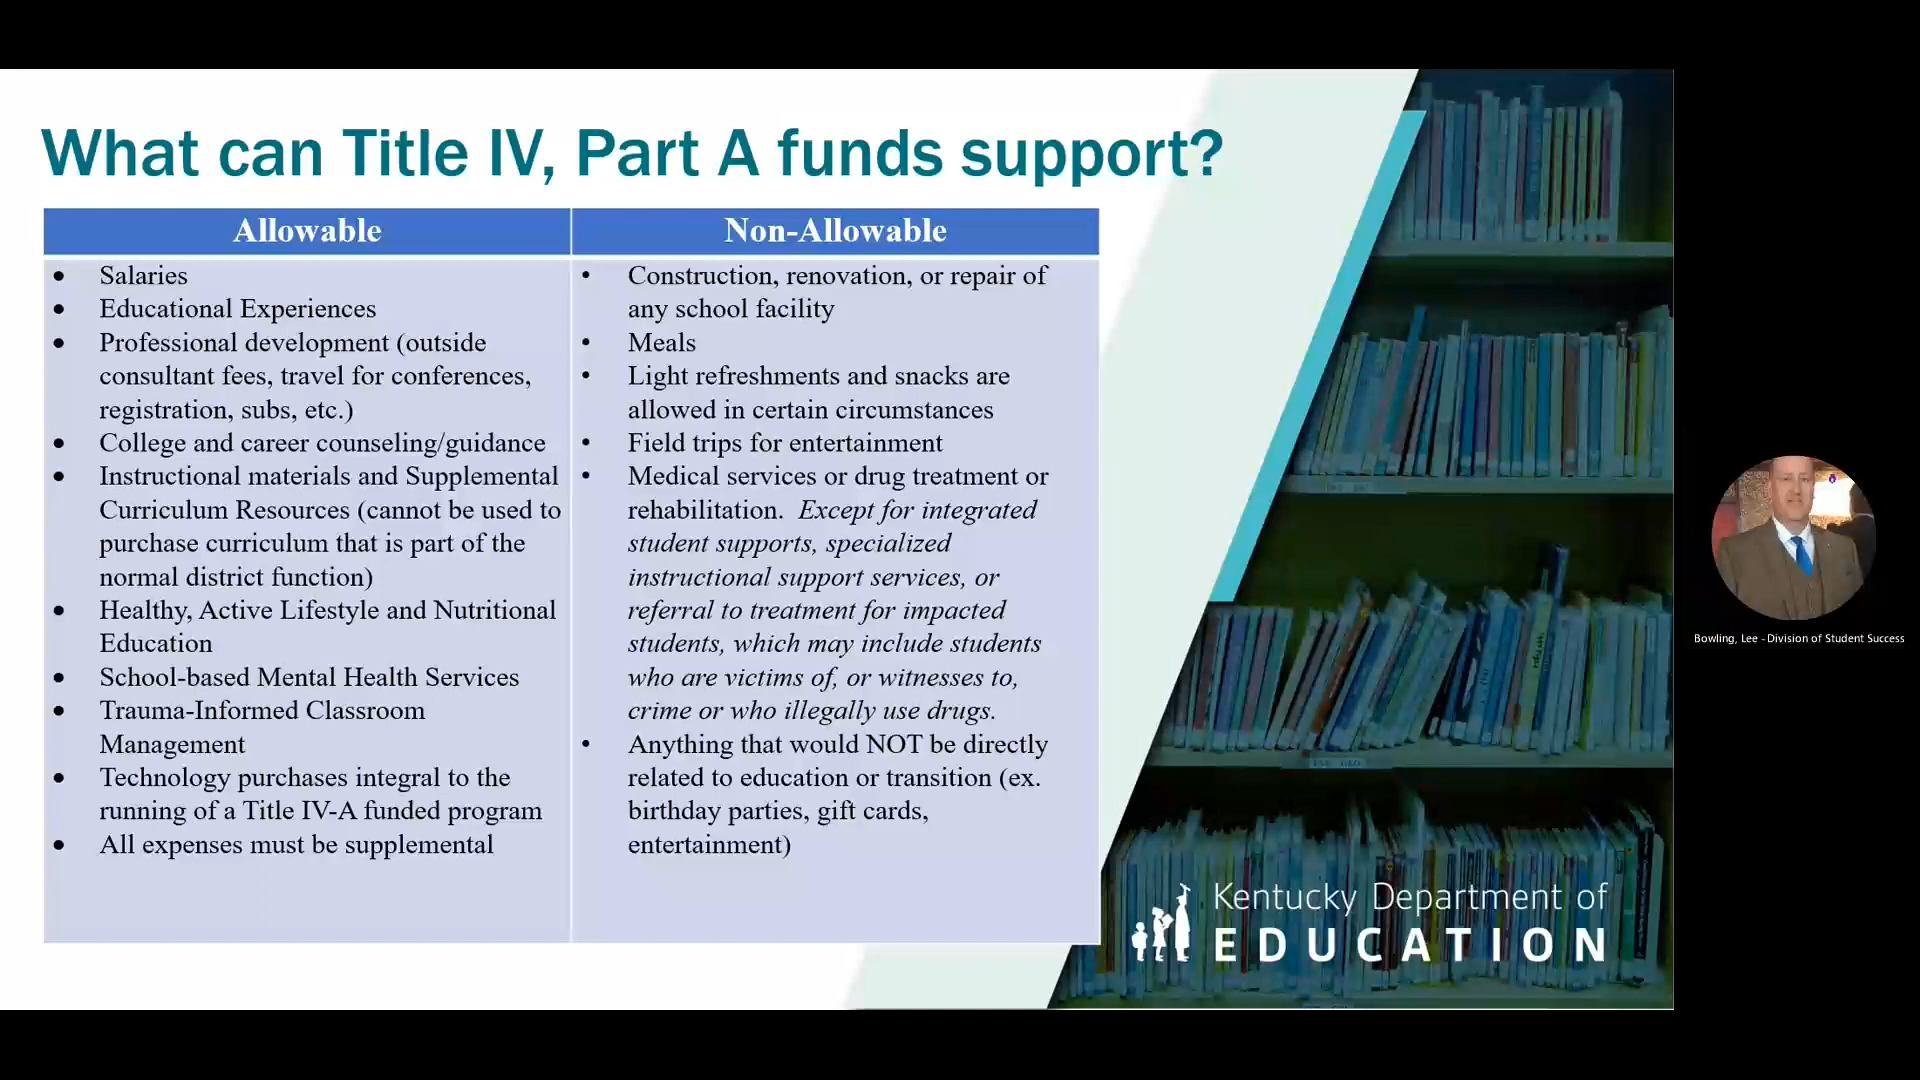 What can Title IV, Part A funds support?
Allowable
• Salaries
• Educational Experiences
• Professional development (outside
consultant fees, travel for conferences,
registration, subs, etc.)
• College and career counseling/guidance
• Instructional materials and Supplemental
Curriculum Resources (cannot be used to
purchase curriculum that is part of the
normal district function)
• Healthy, Active Lifestyle and Nutritional
Education
• School-based Mental Health Services
• Trauma-Informed Classroom
Management
• Technology purchases integral to the
running of a Title IV-A funded program
• All expenses must be supplemental
Non-Allowable
• Construction, renovation, or repair of
any school facility
• Meals
• Light refreshments and snacks are
allowed in certain circumstances
• Field trips for entertainment
• Medical services or drug treatment or
rehabilitation. Except for integrated
student supports, specialized
instructional support services, or
referral to treatment for impacted
students, which may include students
who are victims of, or witnesses to,
crime or who illegally use drugs.
• Anything that would NOT be directly
related to education or transition (ex.
birthday parties, gift cards,
entertainment)
Kentucky Department of
EDUCATION
Bowling, Lee - Division of Student Success